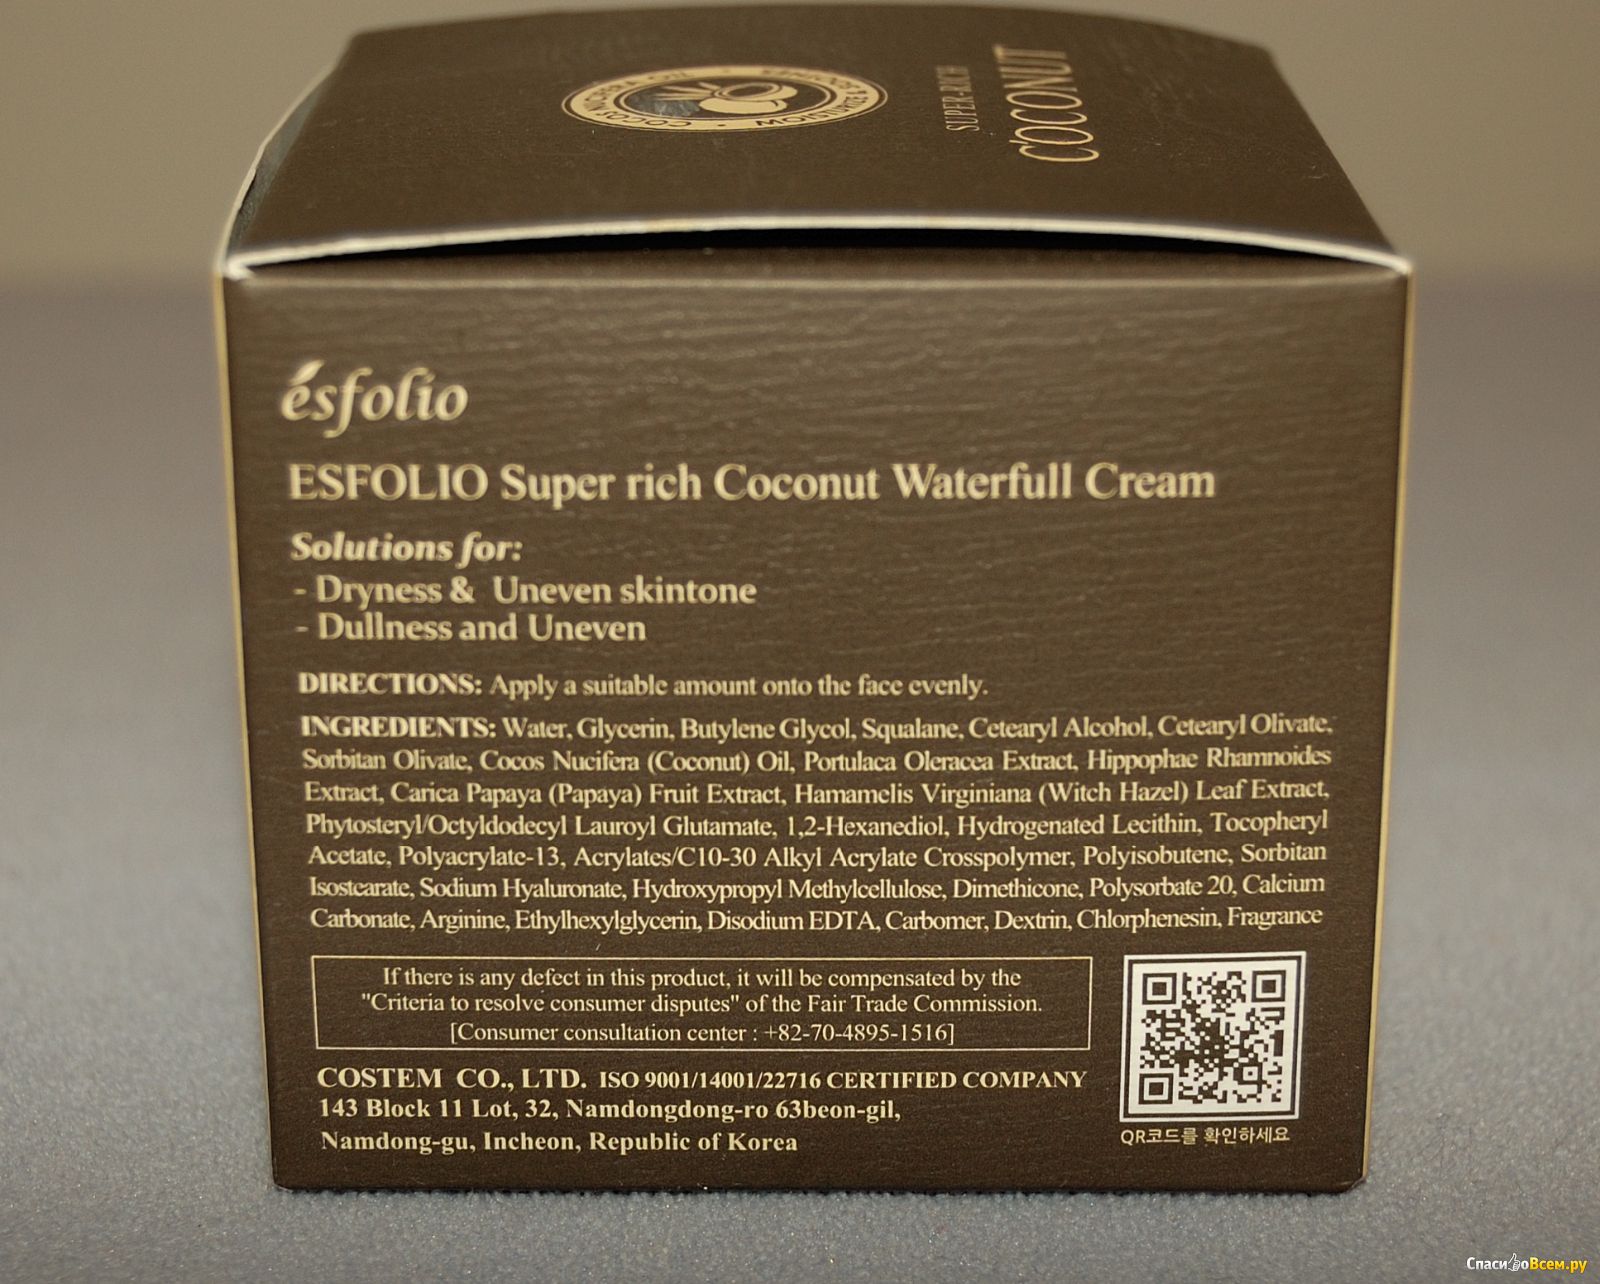 COCOS NUCIFERA OIL · MOISTURIZE &
SUPER-RICH
COCONUT
ésfolio
ESFOLIO Super rich Coconut Waterfull Cream
Solutions for:
- Dryness & Uneven skintone
- Dullness and Uneven
DIRECTIONS: Apply a suitable amount onto the face evenly.
INGREDIENTS: Water, Glycerin, Butylene Glycol, Squalane, Cetearyl Alcohol, Cetearyl Olivate,
Sorbitan Olivate, Cocos Nucifera (Coconut) Oil, Portulaca Oleracea Extract, Hippophae Rhamnoides
Extract, Carica Papaya (Papaya) Fruit Extract, Hamamelis Virginiana (Witch Hazel) Leaf Extract,
Phytosteryl/Octyldodecyl Lauroyl Glutamate, 1,2-Hexanediol, Hydrogenated Lecithin, Tocopheryl
Acetate, Polyacrylate-13, Acrylates/C10-30 Alkyl Acrylate Crosspolymer, Polyisobutene, Sorbitan
Isostearate, Sodium Hyaluronate, Hydroxypropyl Methylcellulose, Dimethicone, Polysorbate 20, Calcium
Carbonate, Arginine, Ethylhexylglycerin, Disodium EDTA, Carbomer, Dextrin, Chlorphenesin, Fragrance
If there is any defect in this product, it will be compensated by the
"Criteria to resolve consumer disputes" of the Fair Trade Commission.
[Consumer consultation center : +82-70-4895-1516]
COSTEM CO., LTD. ISO 9001/14001/22716 CERTIFIED COMPANY
143 Block 11 Lot, 32, Namdongdong-ro 63beon-gil,
Namdong-gu, Incheon, Republic of Korea
QR코드를 확인하세요
СпасибоВсем.ру